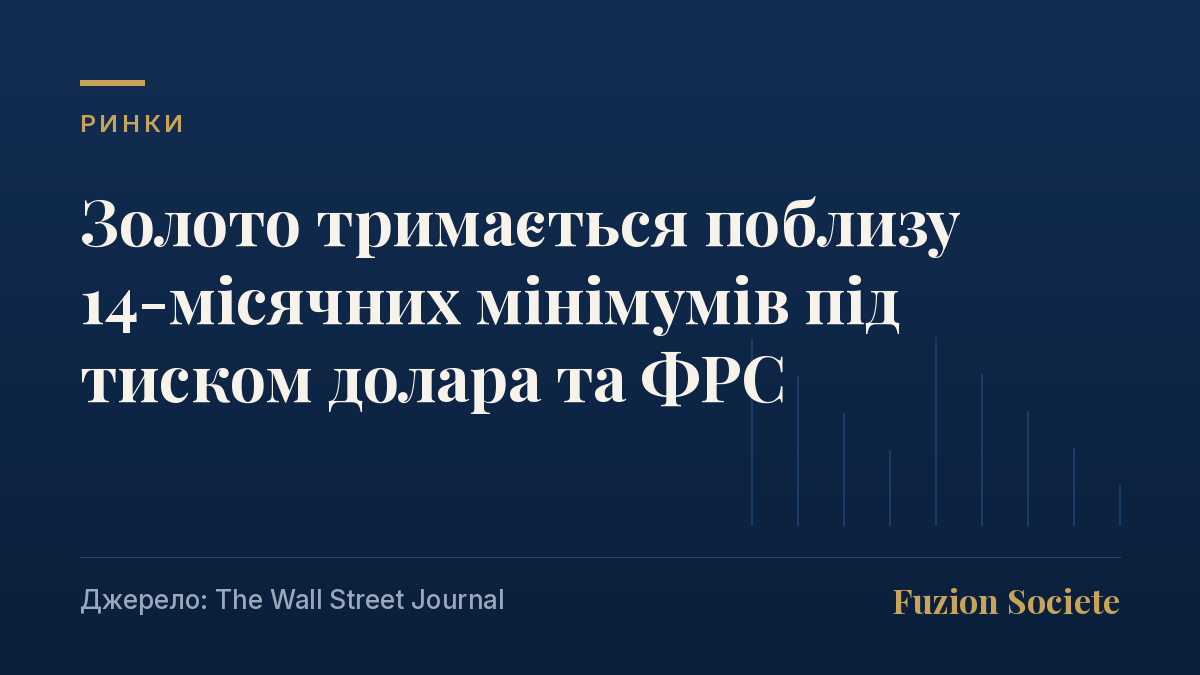 РИНКИ
Золото тримається поблизу
14-місячних мінімумів під
тиском долара та ФРС
Джерело: The Wall Street Journal
Fuzion Societe